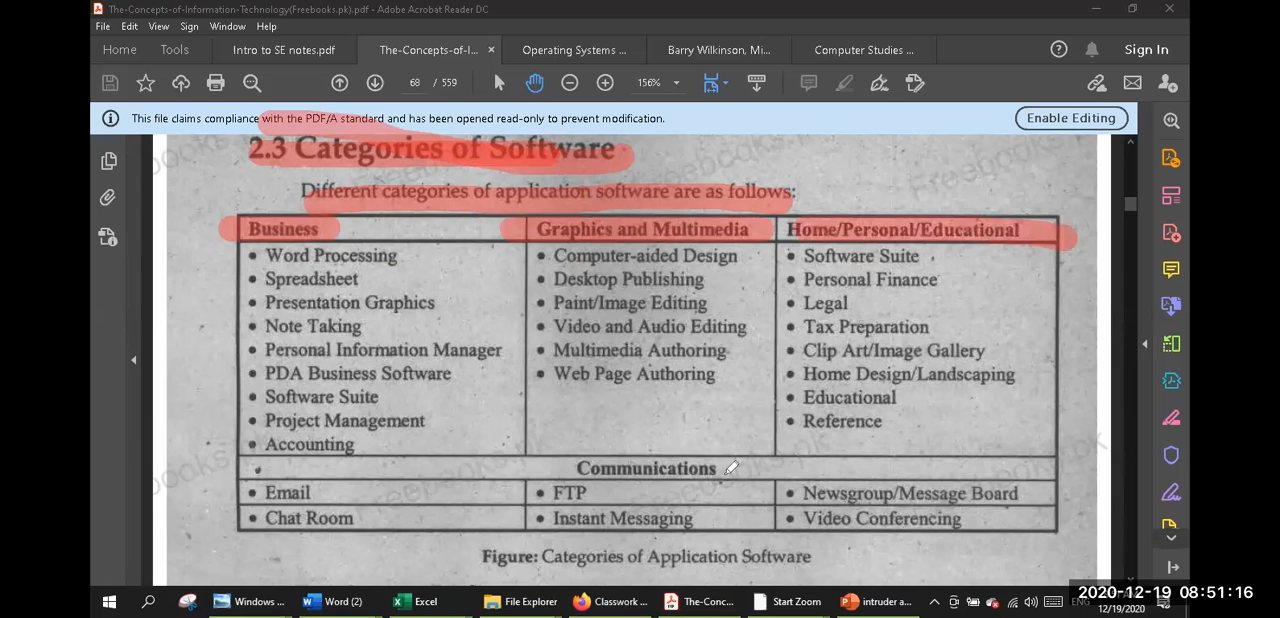 The-Concepts-of-Information-Technology(Freebooks.pk).pdf - Adobe Acrobat Reader DC
File Edit View Sign Window Help
Home Tools Intro to SE notes.pdf The-Concepts-of-I... × Operating Systems ... Barry Wilkinson, Mi... Computer Studies ... Sign In
68 / 559 156%
This file claims compliance with the PDF/A standard and has been opened read-only to prevent modification. Enable Editing
2.3 Categories of Software
Different categories of application software are as follows:
Business Graphics and Multimedia Home/Personal/Educational
• Word Processing • Computer-aided Design • Software Suite
• Spreadsheet • Desktop Publishing • Personal Finance
• Presentation Graphics • Paint/Image Editing • Legal
• Note Taking • Video and Audio Editing • Tax Preparation
• Personal Information Manager • Multimedia Authoring • Clip Art/Image Gallery
• PDA Business Software • Web Page Authoring • Home Design/Landscaping
• Software Suite • Educational
• Project Management • Reference
• Accounting
Communications
• Email • FTP • Newsgroup/Message Board
• Chat Room • Instant Messaging • Video Conferencing
Figure: Categories of Application Software
Windows ... Word (2) Excel File Explorer Classwork ... The-Conc... Start Zoom intruder a... ENG
2020-12-19 08:51:16
12/19/2020